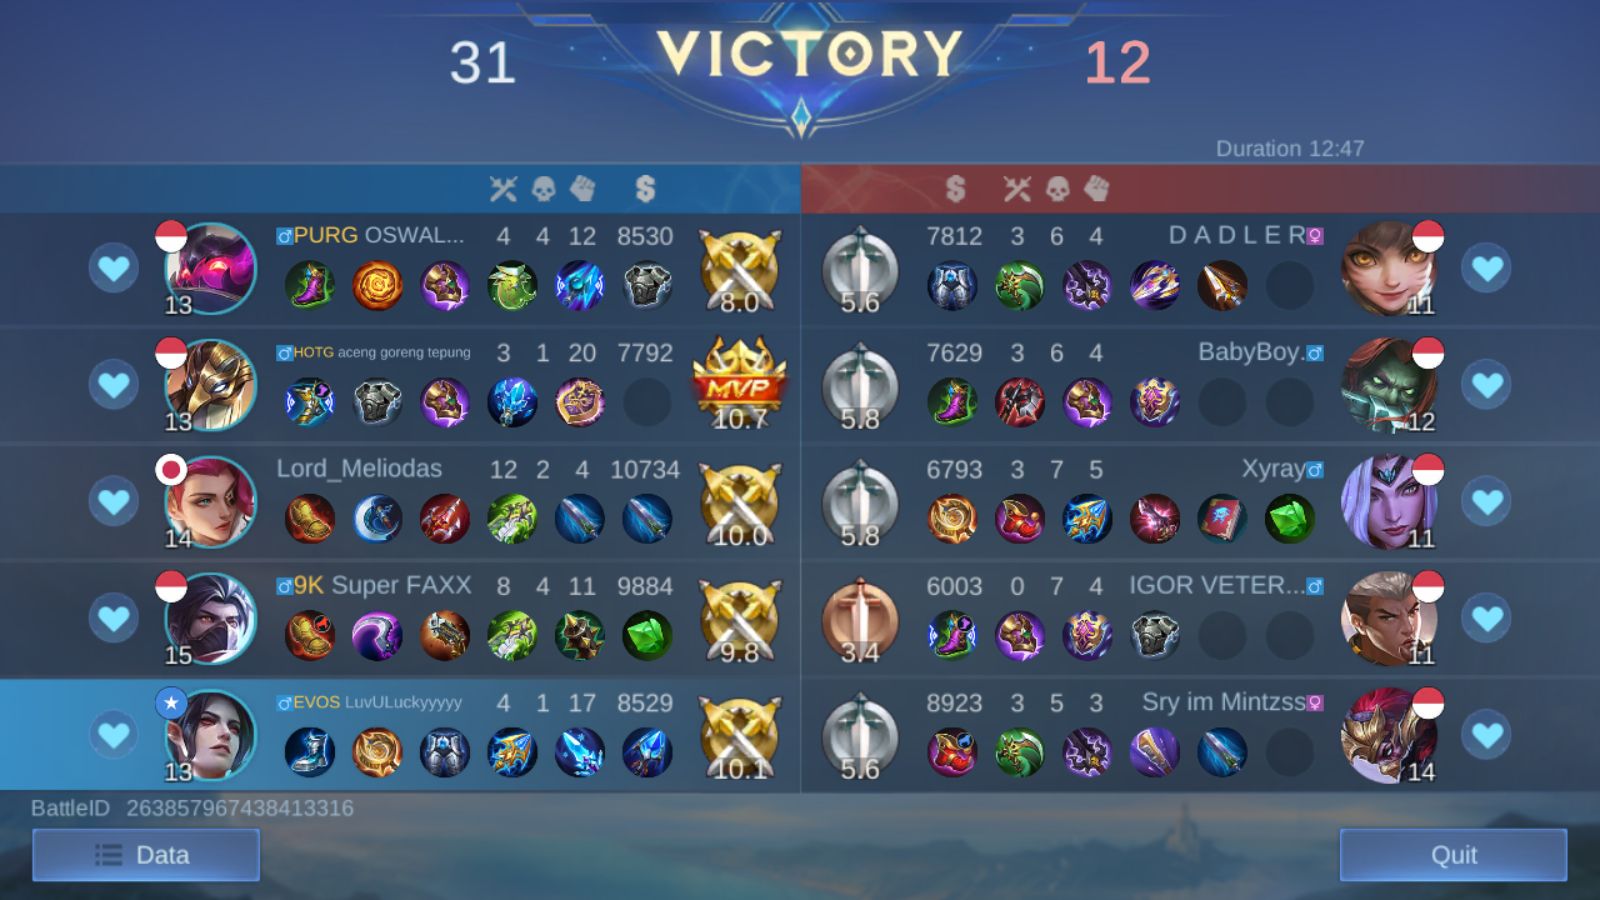 31 VICTORY 12
Duration 12:47
PURG OSWAL... 4 4 12 8530
13 8.0
5.6 7812 3 6 4 D A D L E R
11
HOTG aceng goreng tepung 3 1 20 7792
13 MVP 10.7
5.8 7629 3 6 4 BabyBoy.
12
Lord_Meliodas 12 2 4 10734
14 10.0
5.8 6793 3 7 5 Xyray
11
9K Super FAXX 8 4 11 9884
15 9.8
3.4 6003 0 7 4 IGOR VETER...
11
EVOS LuvULuckyyyyy 4 1 17 8529
13 10.1
5.6 8923 3 5 3 Sry im Mintzss
14
BattleID 263857967438413316
Data
Quit